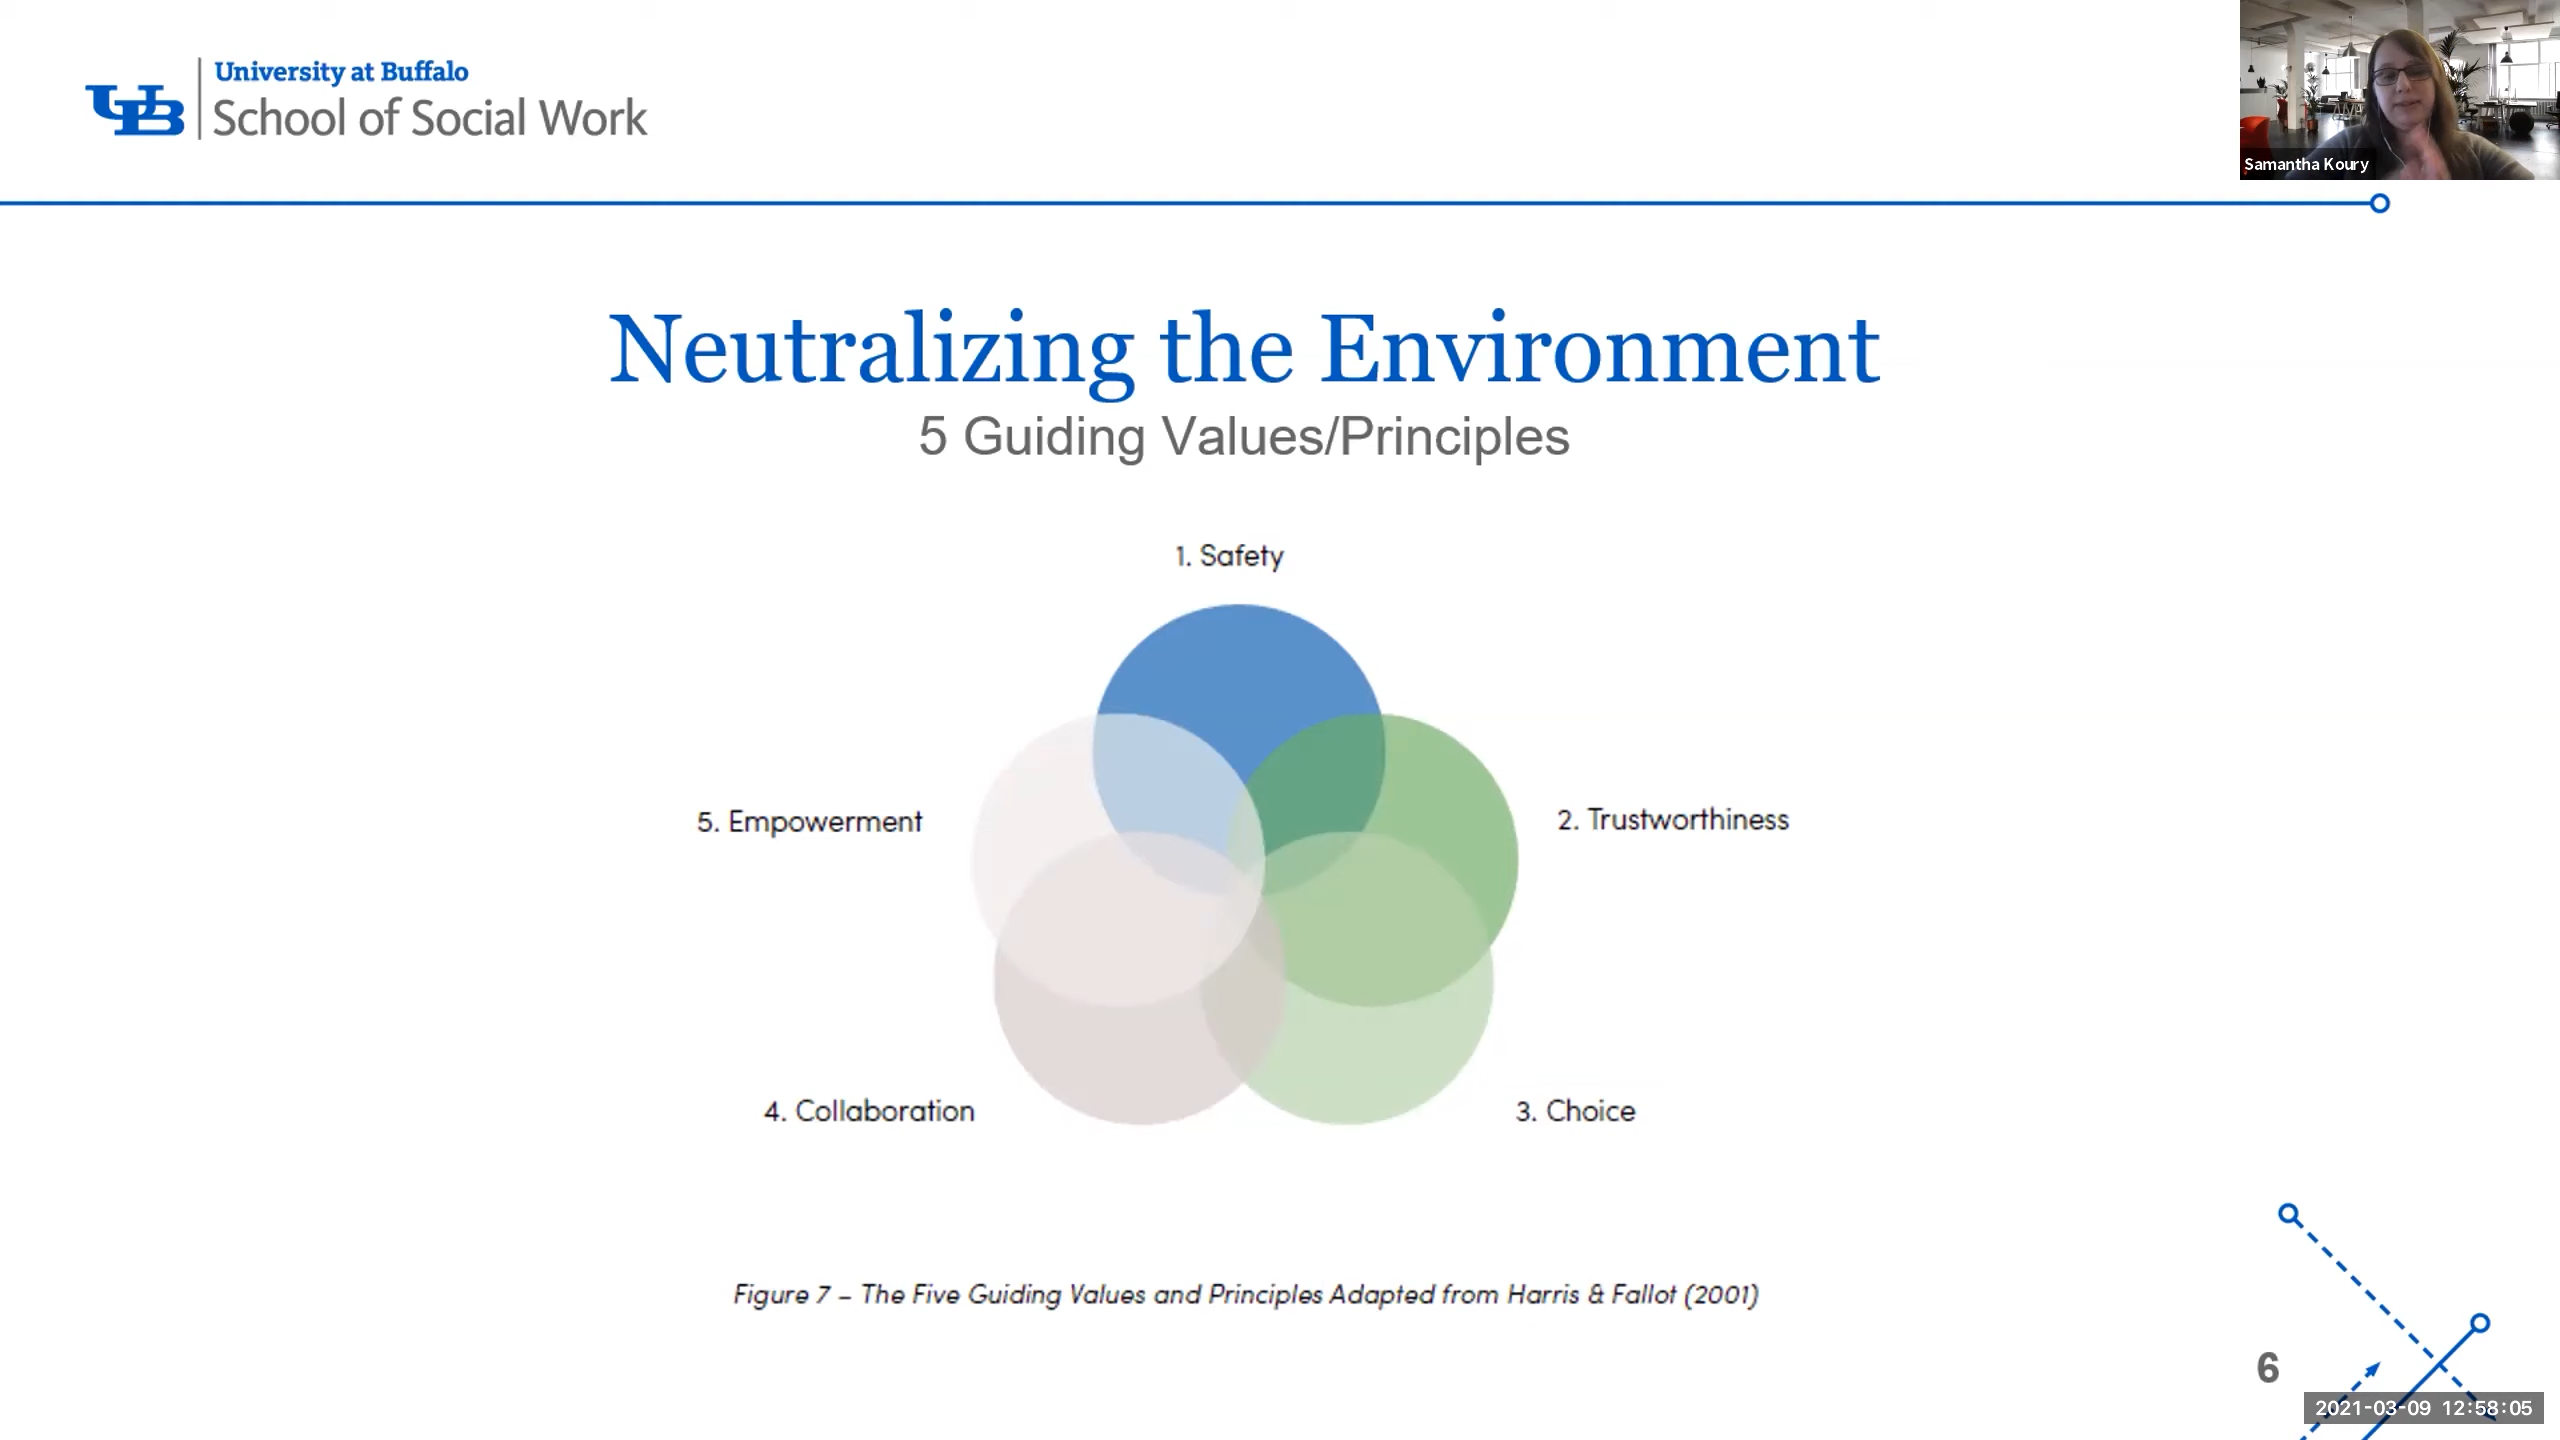 University at Buffalo
School of Social Work
Samantha Koury
Neutralizing the Environment
5 Guiding Values/Principles
1. Safety
5. Empowerment
2. Trustworthiness
4. Collaboration
3. Choice
Figure 7 – The Five Guiding Values and Principles Adapted from Harris & Fallot (2001)
6
2021-03-09 12:58:05